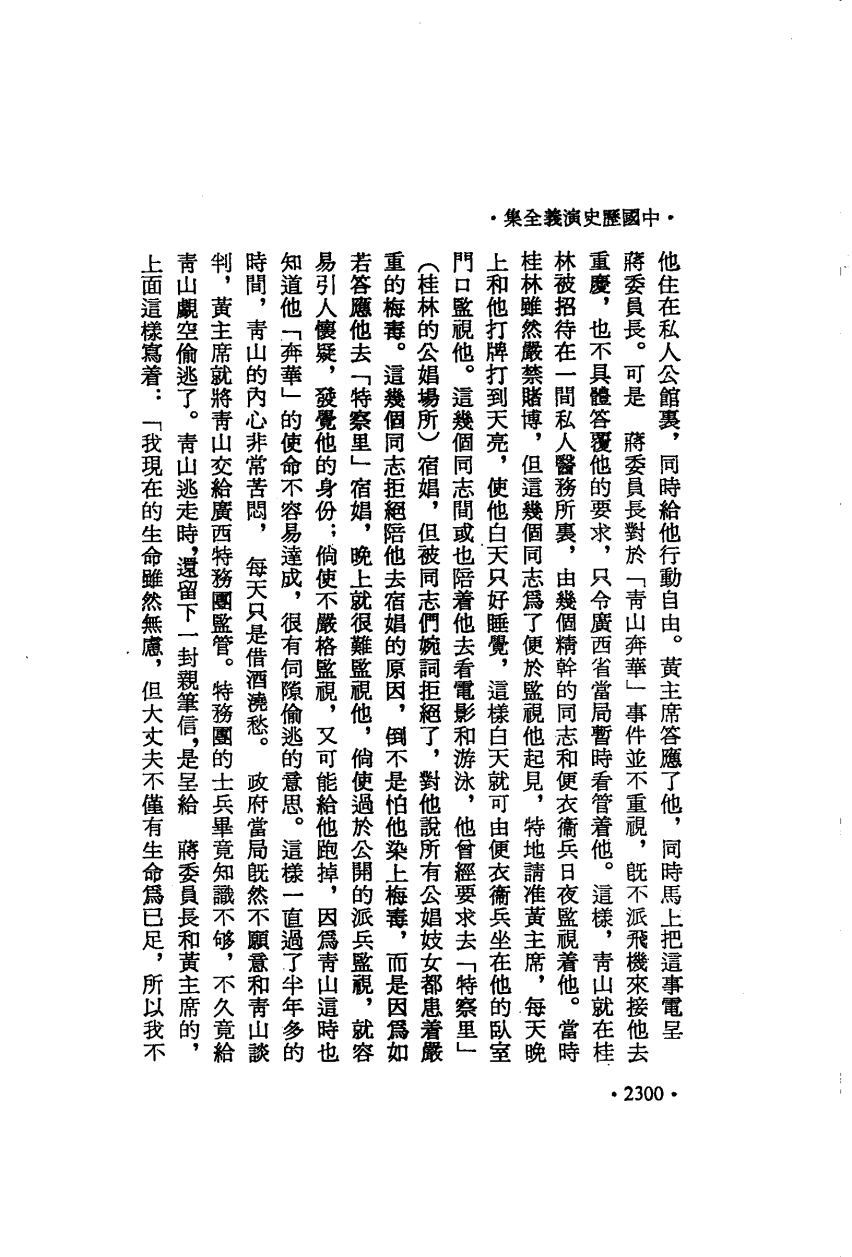 ·中國歷史演義全集·
他住在私人公館裏，同時給他行動自由。黃主席答應了他，同時馬上把這事電呈
蔣委員長。可是　蔣委員長對於「靑山奔華」事件並不重視，旣不派飛機來接他去
重慶，也不具體答覆他的要求，只令廣西省當局暫時看管着他。這樣，靑山就在桂
林被招待在一間私人醫務所裏，由幾個精幹的同志和便衣衞兵日夜監視着他。當時
桂林雖然嚴禁賭博，但這幾個同志爲了便於監視他起見，特地請准黃主席，每天晚
上和他打牌打到天亮，使他白天只好睡覺，這樣白天就可由便衣衞兵坐在他的臥室
門口監視他。這幾個同志間或也陪着他去看電影和游泳，他曾經要求去「特察里」
（桂林的公娼場所）宿娼，但被同志們婉詞拒絕了，對他說所有公娼妓女都患着嚴
重的梅毒。這幾個同志拒絕陪他去宿娼的原因，倒不是怕他染上梅毒，而是因爲如
若答應他去「特察里」宿娼，晚上就很難監視他，倘使過於公開的派兵監視，就容
易引人懷疑，發覺他的身份；倘使不嚴格監視，又可能給他跑掉，因爲靑山這時也
知道他「奔華」的使命不容易達成，很有伺隙偷逃的意思。這樣一直過了半年多的
時間，靑山的內心非常苦悶，每天只是借酒澆愁。政府當局旣然不願意和靑山談
判，黃主席就將靑山交給廣西特務團監管。特務團的士兵畢竟知識不够，不久竟給
靑山覷空偷逃了。靑山逃走時，還留下一封親筆信，是呈給　蔣委員長和黃主席的，
上面這樣寫着：「我現在的生命雖然無慮，但大丈夫不僅有生命爲已足，所以我不
·2300·